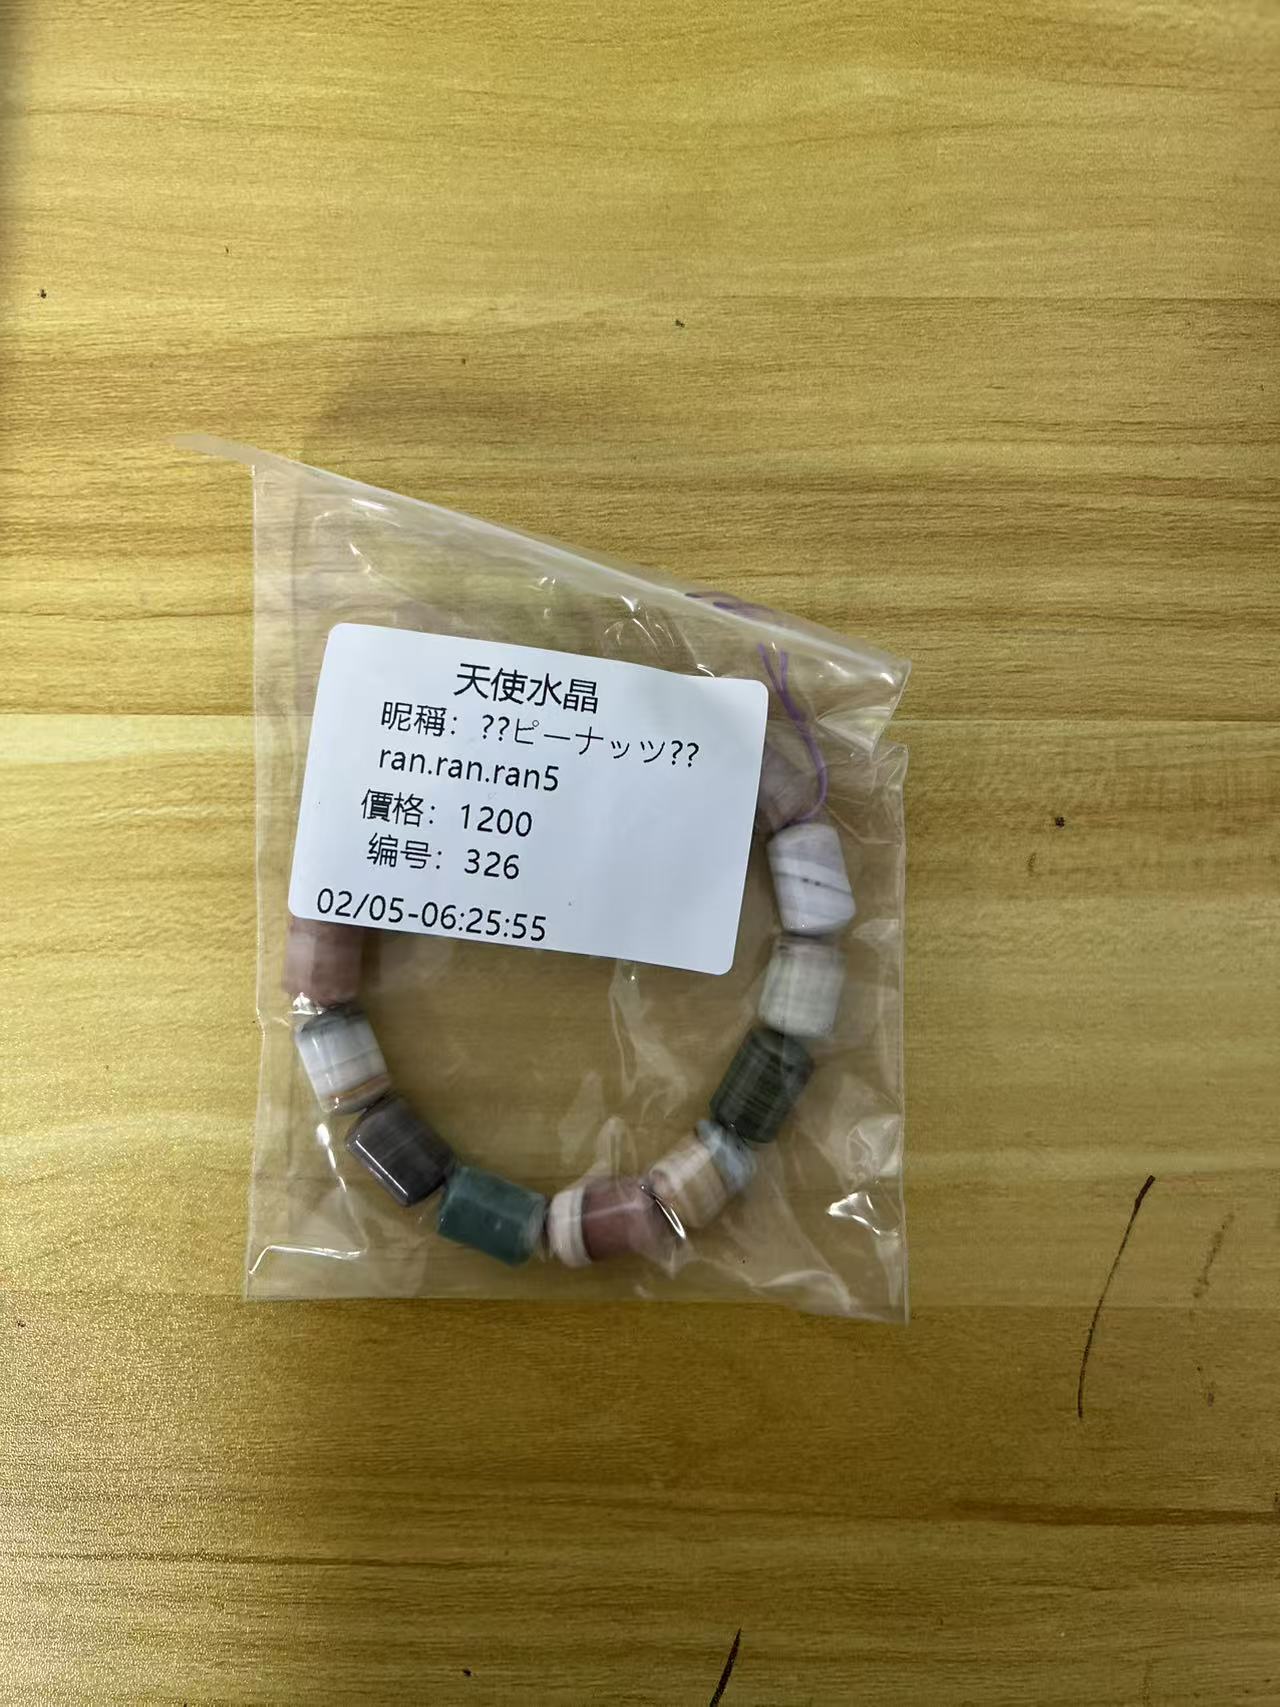 天使水晶
昵稱：??ピーナッツ??
ran.ran.ran5
價格：1200
编号：326
02/05-06:25:55